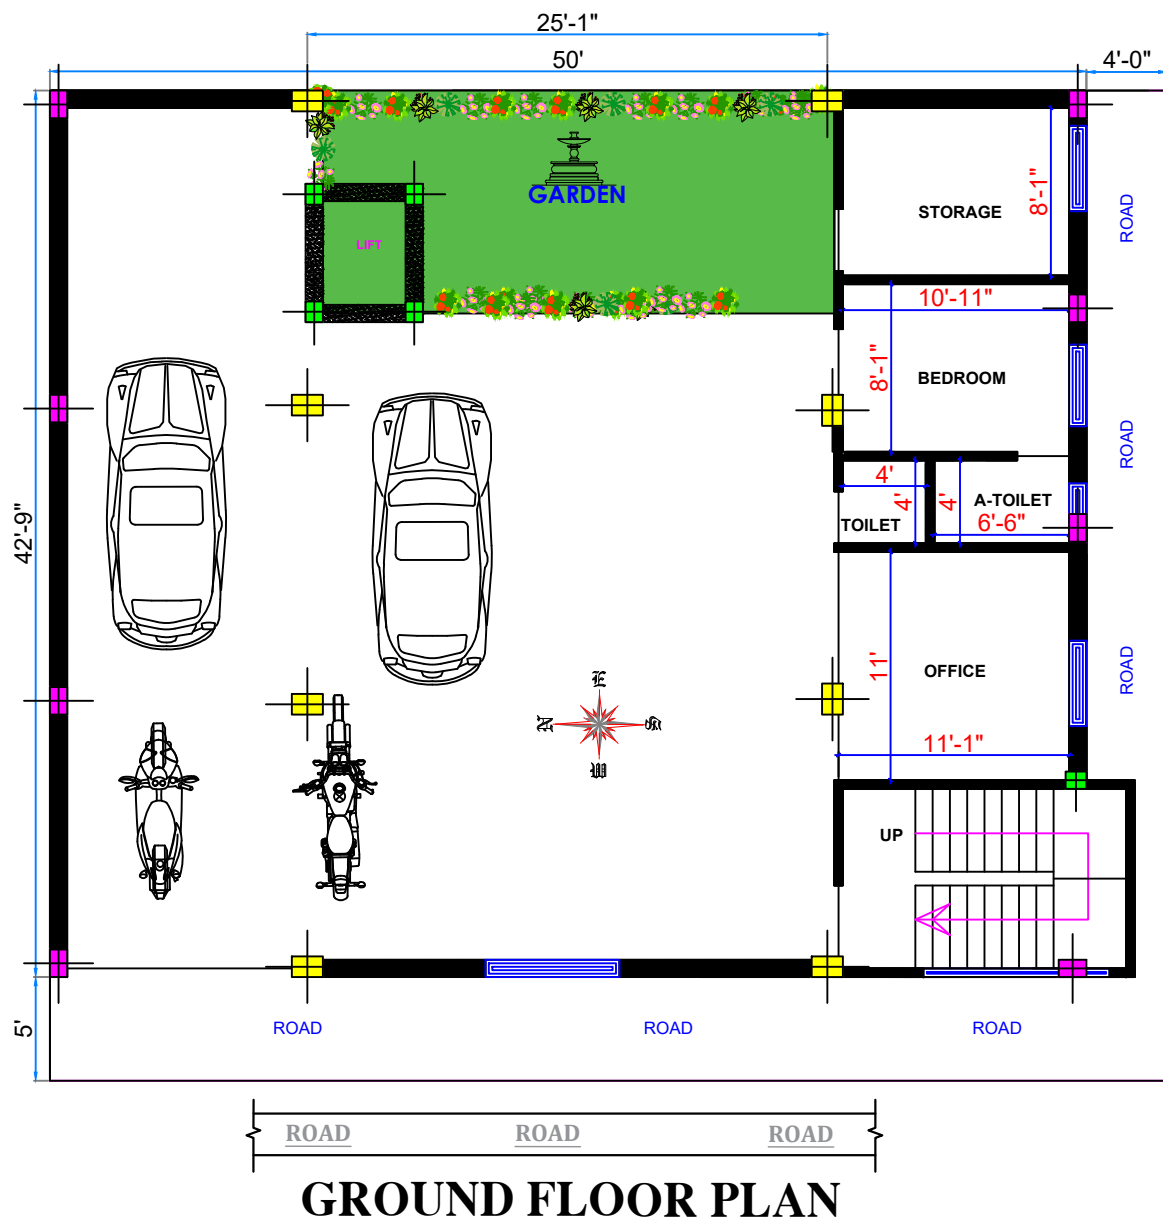 25'-1"
50'
4'-0"
GARDEN
STORAGE
8'-1"
ROAD
LIFT
10'-11"
8'-1"
BEDROOM
ROAD
4'
4'
4'
A-TOILET
TOILET
6'-6"
42'-9"
11'
OFFICE
ROAD
E
N
S
W
11'-1"
UP
5'
ROAD
ROAD
ROAD
ROAD
ROAD
ROAD
GROUND FLOOR PLAN